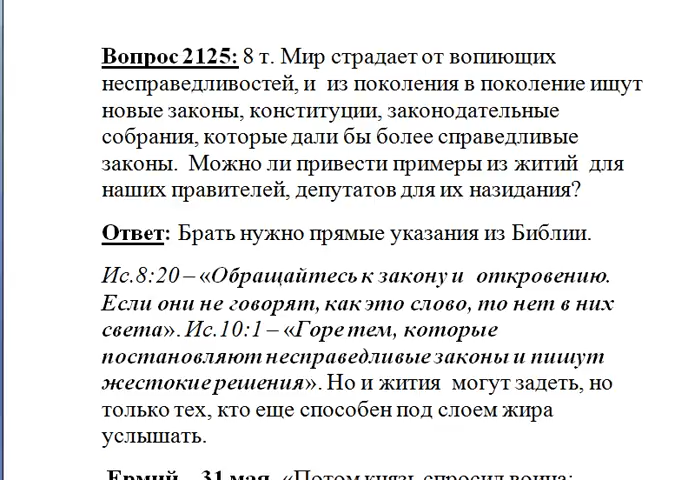 Вопрос 2125: 8 т. Мир страдает от вопиющих
несправедливостей, и из поколения в поколение ищут
новые законы, конституции, законодательные
собрания, которые дали бы более справедливые
законы. Можно ли привести примеры из житий для
наших правителей, депутатов для их назидания?
Ответ: Брать нужно прямые указания из Библии.
Ис.8:20 – «Обращайтесь к закону и откровению.
Если они не говорят, как это слово, то нет в них
света». Ис.10:1 – «Горе тем, которые
постановляют несправедливые законы и пишут
жестокие решения». Но и жития могут задеть, но
только тех, кто еще способен под слоем жира
услышать.
Ермий – 31 мая. «Потом князь спросил воина: